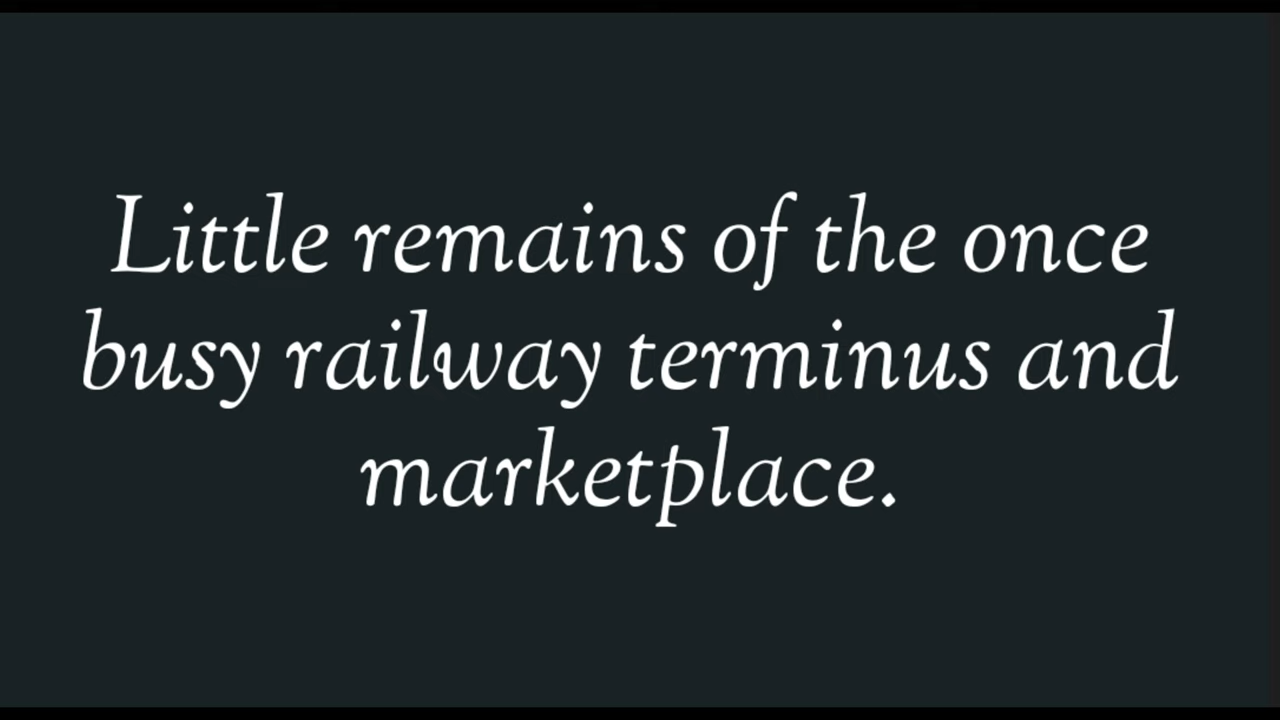 Little remains of the once
busy railway terminus and
marketplace.